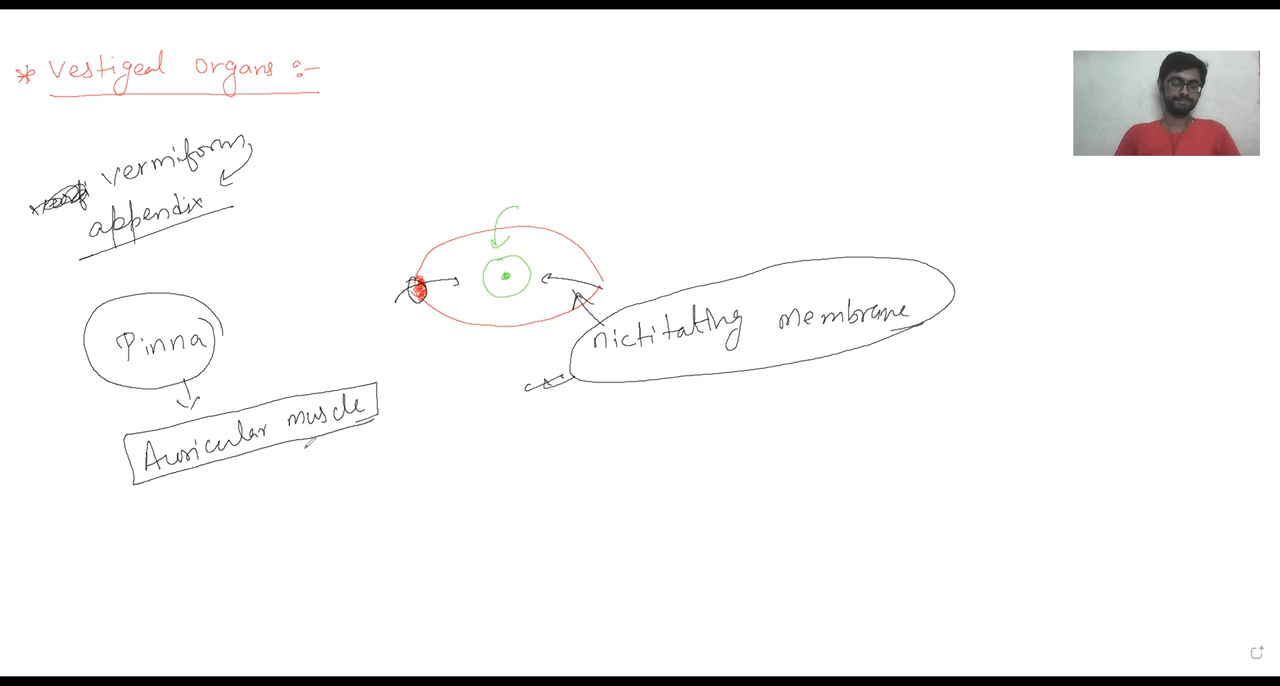 * Vestigeal organs :-
vermiform
appendix
Pinna
Auricular muscle
nictitating membrane